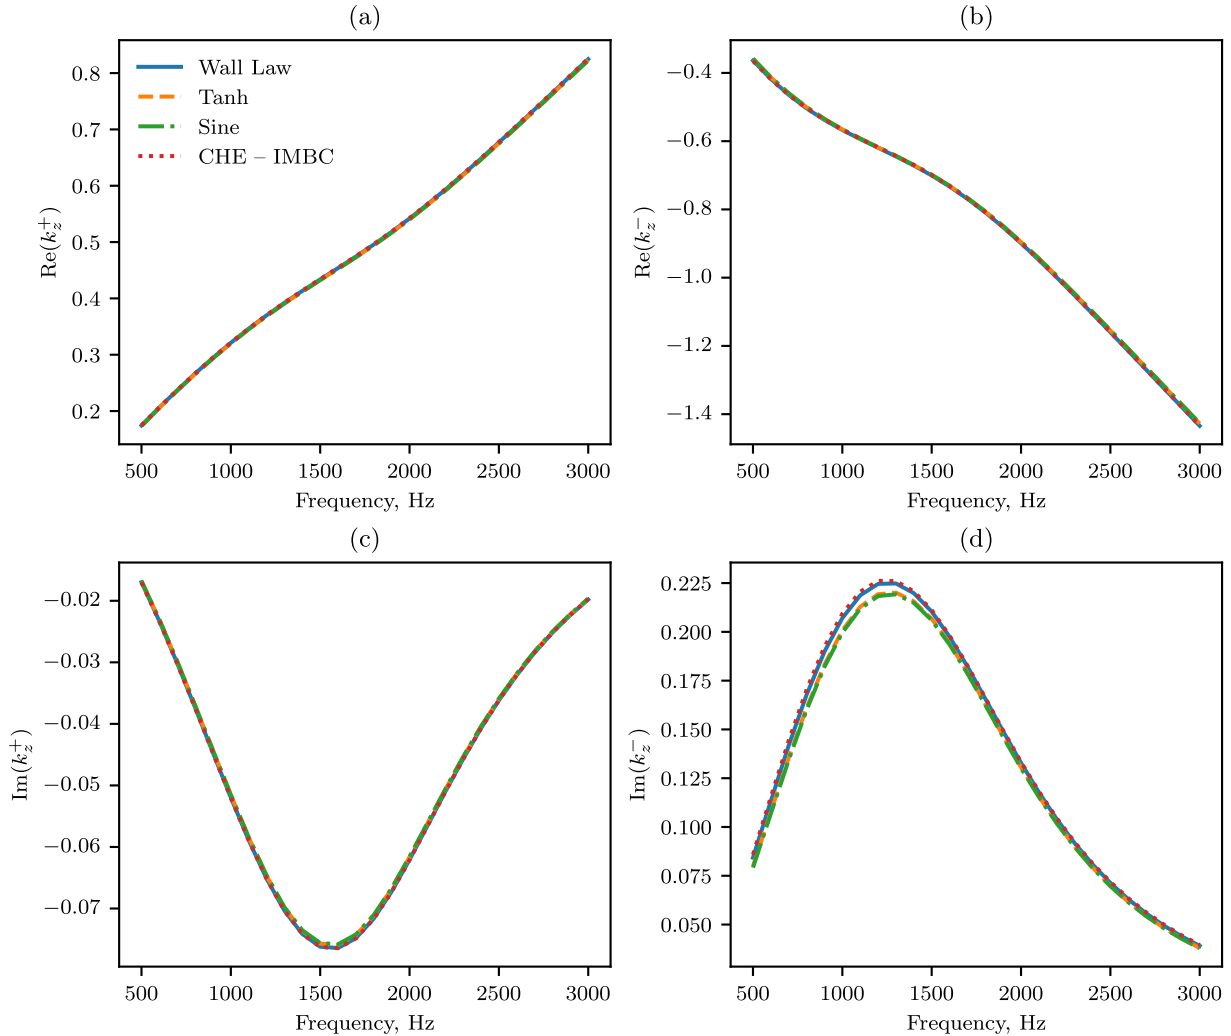 (a)
Re(k_z^+)
0.8
0.7
0.6
0.5
0.4
0.3
0.2
Wall Law
Tanh
Sine
CHE – IMBC
500 1000 1500 2000 2500 3000
Frequency, Hz
(b)
Re(k_z^−)
−0.4
−0.6
−0.8
−1.0
−1.2
−1.4
500 1000 1500 2000 2500 3000
Frequency, Hz
(c)
Im(k_z^+)
−0.02
−0.03
−0.04
−0.05
−0.06
−0.07
500 1000 1500 2000 2500 3000
Frequency, Hz
(d)
Im(k_z^−)
0.225
0.200
0.175
0.150
0.125
0.100
0.075
0.050
500 1000 1500 2000 2500 3000
Frequency, Hz